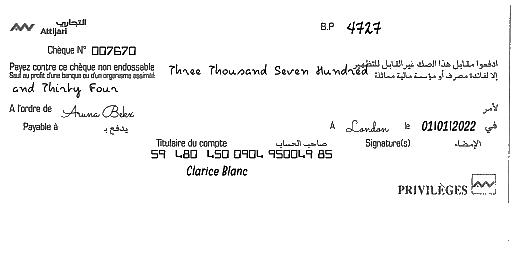 التجاري
Attijari
B.P 4727
Chèque N° 007670
Payez contre ce chèque non endossable
ادفعوا مقابل هذا الصك غير القابل للتظهير
Sauf au profit d'une banque ou d'un organisme assimilé
إلا لفائدة مصرف أو مؤسسة مالية مماثلة
Three Thousand Seven Hundred
and Thirty Four
A l'ordre de Aruna Belex
لأمر
Payable à يدفع بـ
A London le 01/01/2022 في
Titulaire du compte صاحب الحساب
Signature(s) الإمضاء
59 480 450 0904 950049 85
Clarice Blanc
PRIVILÈGES